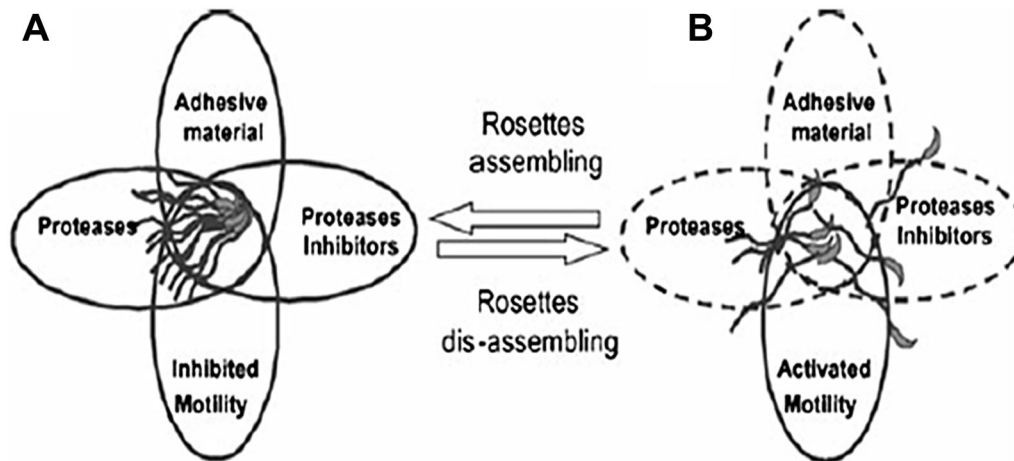 A
B
Adhesive
material
Proteases
Proteases
Inhibitors
Inhibited
Motility
Rosettes
assembling
Rosettes
dis-assembling
Adhesive
material
Proteases
Proteases
Inhibitors
Activated
Motility